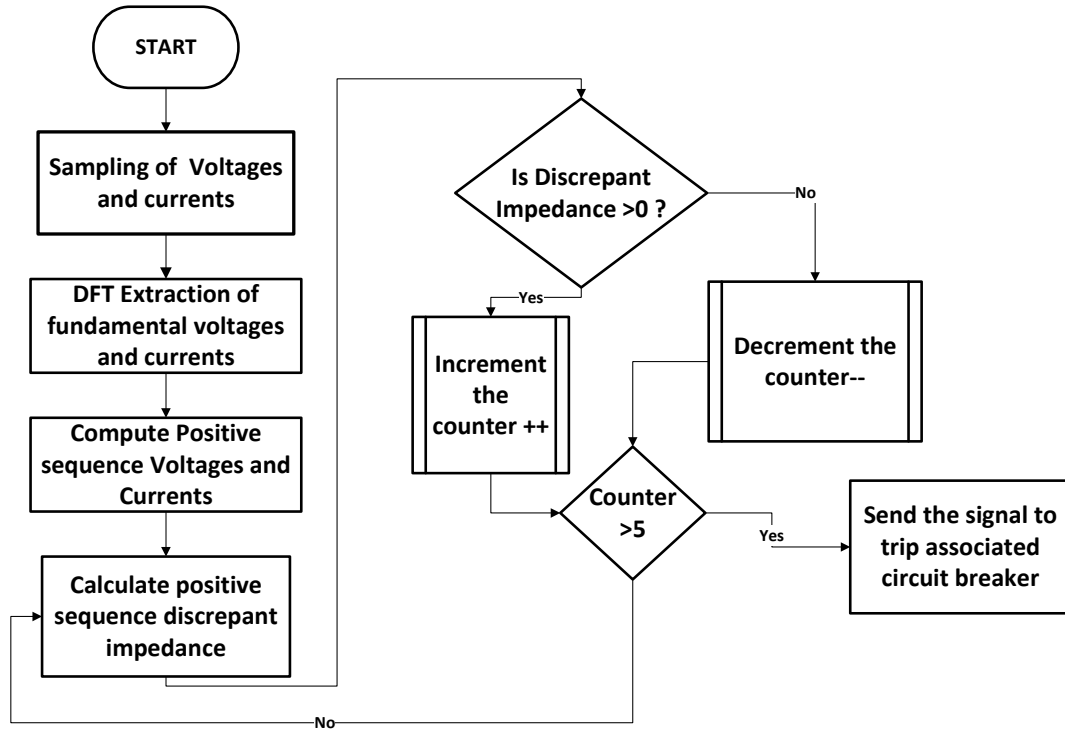 START
Sampling of Voltages
and currents
DFT Extraction of
fundamental voltages
and currents
Compute Positive
sequence Voltages and
Currents
Calculate positive
sequence discrepant
impedance
Is Discrepant
Impedance >0 ?
No
Yes
Increment
the
counter ++
Decrement the
counter--
Counter
>5
Yes
Send the signal to
trip associated
circuit breaker
No